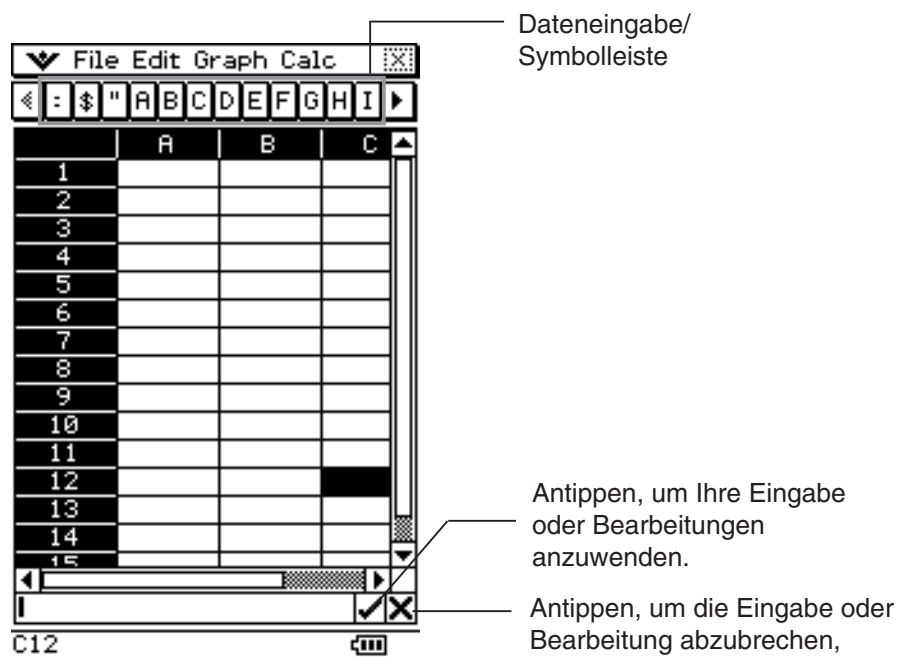 Dateneingabe/
Symbolleiste
File Edit Graph Calc
: $ " A B C D E F G H I
A B C
1
2
3
4
5
6
7
8
9
10
11
12
13
14
15
Antippen, um Ihre Eingabe
oder Bearbeitungen
anzuwenden.
Antippen, um die Eingabe oder
Bearbeitung abzubrechen,
C12